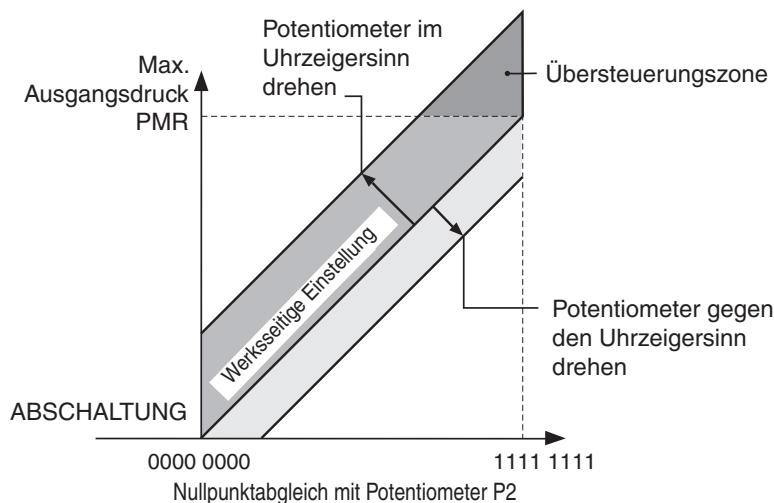 Potentiometer im
Uhrzeigersinn
drehen
Max.
Ausgangsdruck
PMR
Übersteuerungszone
Werksseitige Einstellung
Potentiometer gegen
den Uhrzeigersinn
drehen
ABSCHALTUNG
0000 0000
1111 1111
Nullpunktabgleich mit Potentiometer P2